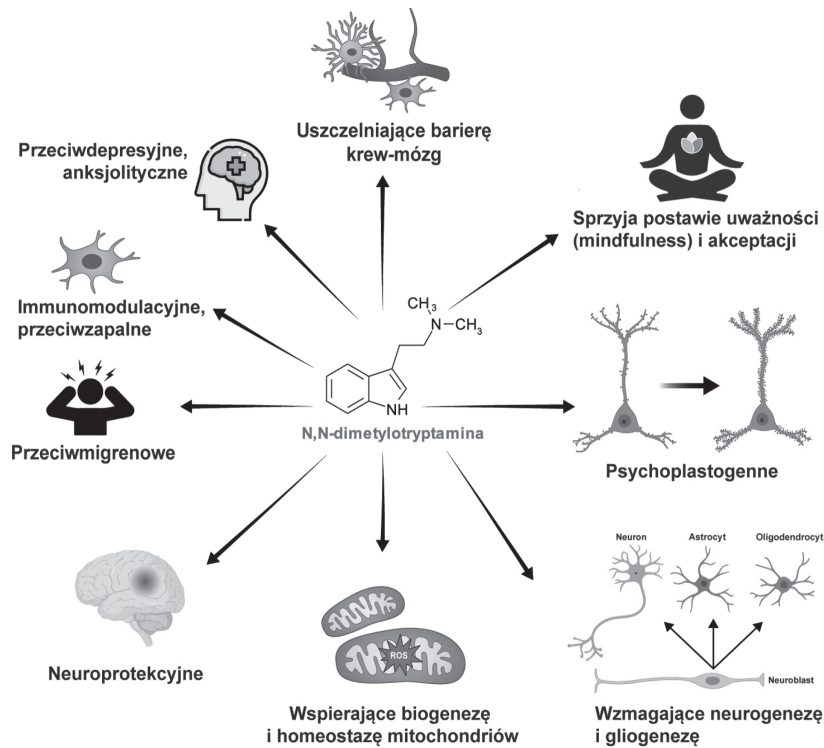 Uszczelniające barierę
krew-mózg
Przeciwdepresyjne,
anksjolityczne
Sprzyja postawie uważności
(mindfulness) i akceptacji
Immunomodulacyjne,
przeciwzapalne
CH3
N
CH3
NH
N,N-dimetylotryptamina
Przeciwmigrenowe
Psychoplastogenne
Neuron
Astrocyt
Oligodendrocyt
Neuroblast
Neuroprotekcyjne
ROS
Wspierające biogenezę
i homeostazę mitochondriów
Wzmagające neurogenezę
i gliogenezę